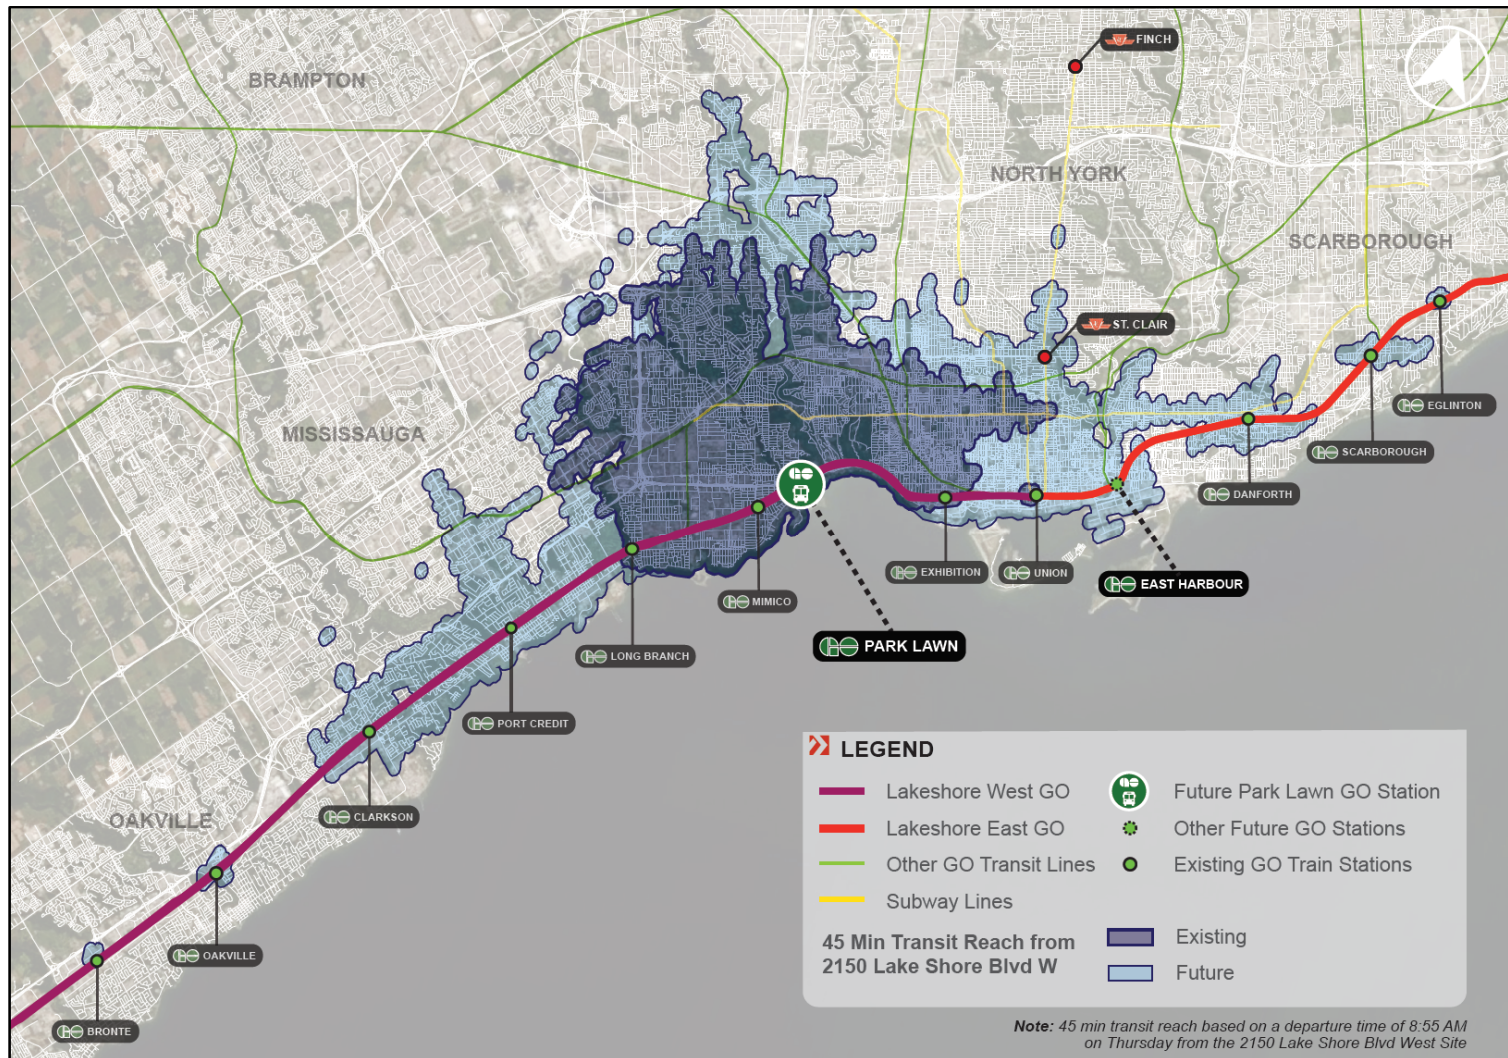 FINCH
BRAMPTON
NORTH YORK
SCARBOROUGH
ST. CLAIR
EGLINTON
MISSISSAUGA
SCARBOROUGH
DANFORTH
EXHIBITION
UNION
EAST HARBOUR
MIMICO
PARK LAWN
LONG BRANCH
PORT CREDIT
CLARKSON
OAKVILLE
OAKVILLE
BRONTE
LEGEND
Lakeshore West GO
Lakeshore East GO
Other GO Transit Lines
Subway Lines
45 Min Transit Reach from
2150 Lake Shore Blvd W
Future Park Lawn GO Station
Other Future GO Stations
Existing GO Train Stations
Existing
Future
Note: 45 min transit reach based on a departure time of 8:55 AM
on Thursday from the 2150 Lake Shore Blvd West Site